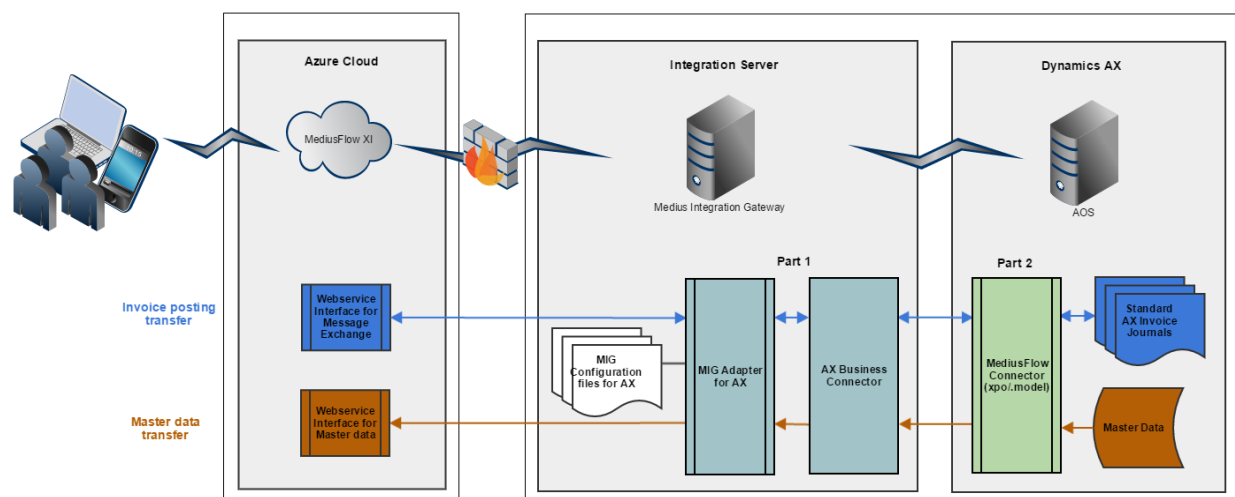 Azure Cloud
Integration Server
Dynamics AX
MediusFlow XI
Medius Integration Gateway
AOS
Part 1
Part 2
Invoice posting
transfer
Webservice
Interface for
Message
Exchange
MIG
Configuration
files for AX
MIG Adapter
for AX
AX Business
Connector
MediusFlow
Connector
(xpo/.model)
Standard
AX Invoice
Journals
Master data
transfer
Webservice
Interface for
Master data
Master Data